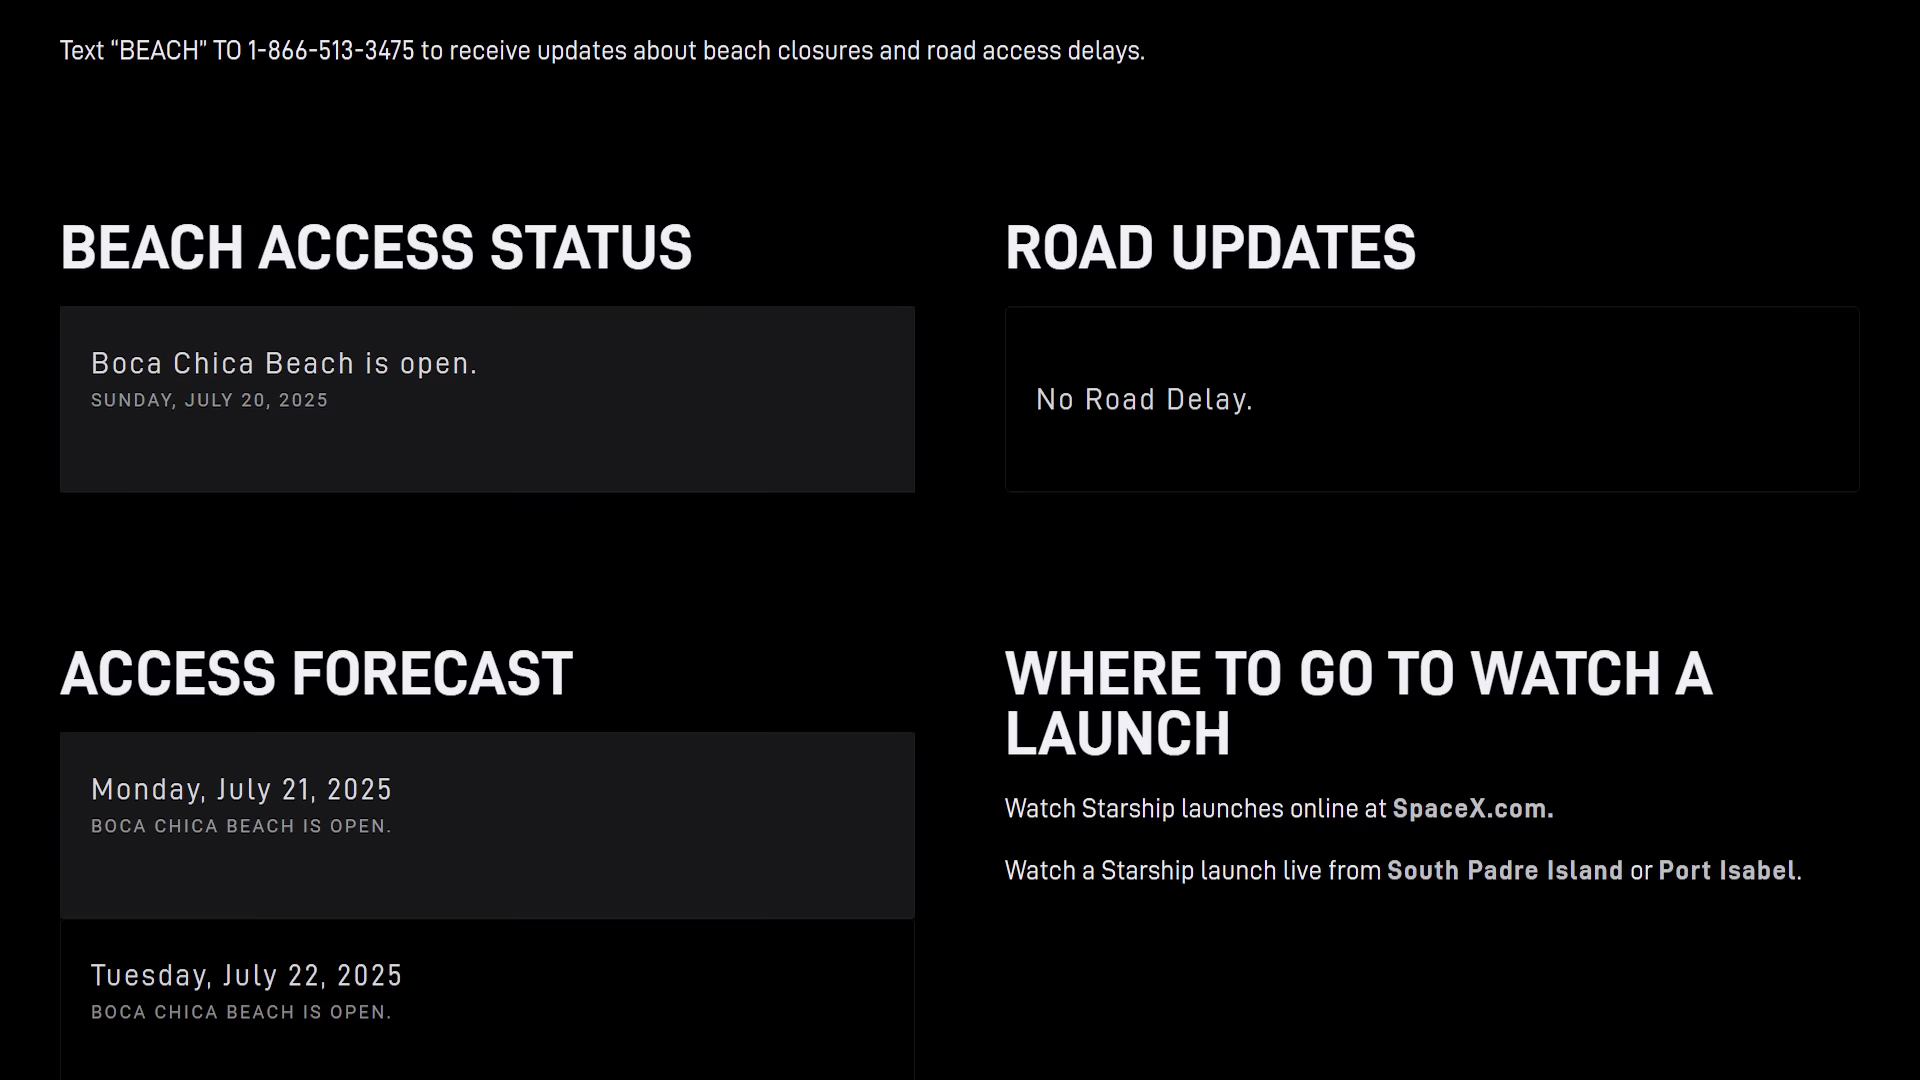 Text “BEACH” TO 1-866-513-3475 to receive updates about beach closures and road access delays.
BEACH ACCESS STATUS
Boca Chica Beach is open.
SUNDAY, JULY 20, 2025
ROAD UPDATES
No Road Delay.
ACCESS FORECAST
Monday, July 21, 2025
BOCA CHICA BEACH IS OPEN.
Tuesday, July 22, 2025
BOCA CHICA BEACH IS OPEN.
WHERE TO GO TO WATCH A
LAUNCH
Watch Starship launches online at SpaceX.com.
Watch a Starship launch live from South Padre Island or Port Isabel.